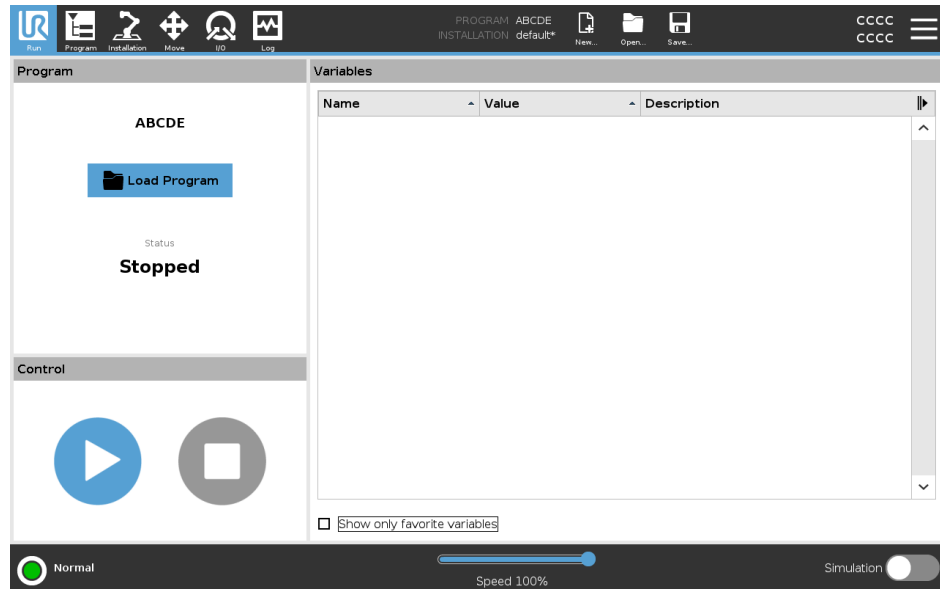 PROGRAM ABCDE
INSTALLATION default*
CCCC
CCCC
Run Program Installation Move I/O Log New... Open... Save...
Program
Variables
Name Value Description
ABCDE
Load Program
Status
Stopped
Control
Show only favorite variables
Normal
Speed 100%
Simulation